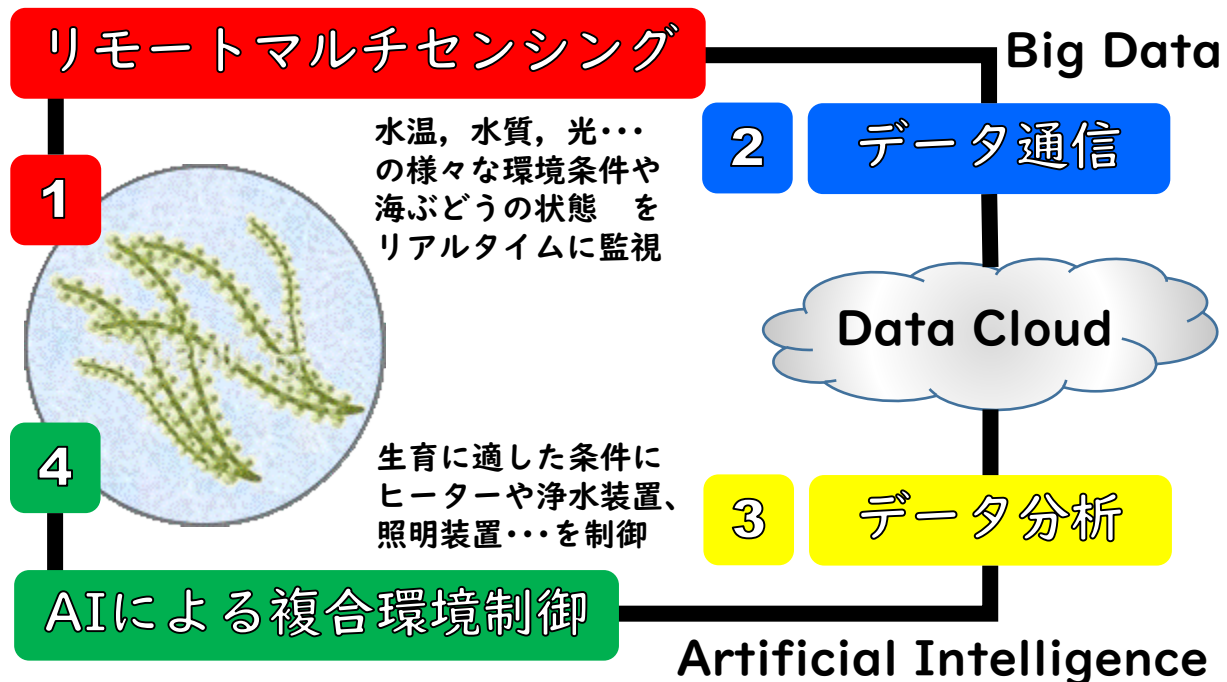 リモートマルチセンシング
Big Data
1
水温，水質，光･･･
の様々な環境条件や
海ぶどうの状態　を
リアルタイムに監視
2
データ通信
Data Cloud
4
生育に適した条件に
ヒーターや浄水装置、
照明装置･･･を制御
3
データ分析
AIによる複合環境制御
Artificial Intelligence